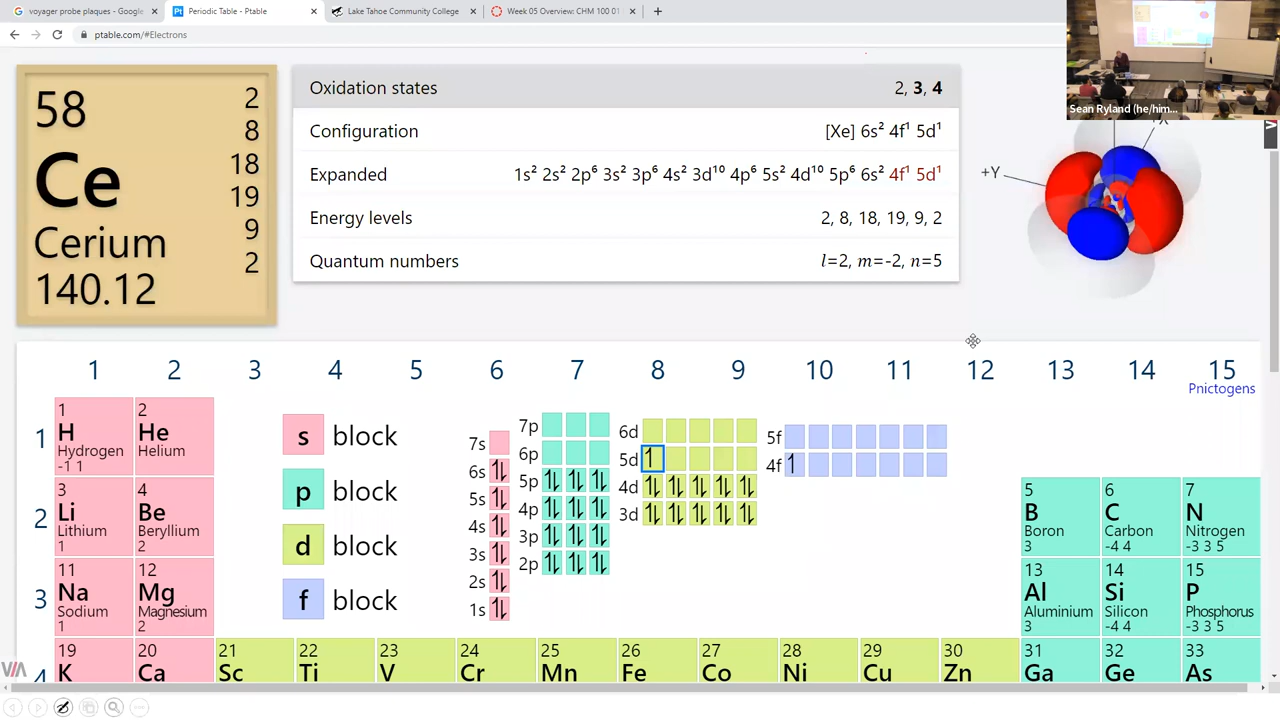 voyager probe plaques - Google
Periodic Table - Ptable
Lake Tahoe Community College
Week 05 Overview: CHM 100 01
ptable.com/#Electrons
Sean Ryland (he/him...
58
Ce
Cerium
140.12
2
8
18
19
9
2
Oxidation states 2, 3, 4
Configuration [Xe] 6s² 4f¹ 5d¹
Expanded 1s² 2s² 2p⁶ 3s² 3p⁶ 4s² 3d¹⁰ 4p⁶ 5s² 4d¹⁰ 5p⁶ 6s² 4f¹ 5d¹
Energy levels 2, 8, 18, 19, 9, 2
Quantum numbers l=2, m=-2, n=5
+Y
1 2 3 4 5 6 7 8 9 10 11 12 13 14 15
Pnictogens
1
1
H
Hydrogen
-1 1
2
He
Helium
s block
p block
d block
f block
7s
6s
5s
4s
3s
2s
1s
7p
6p
5p
4p
3p
2p
6d
5d
4d
3d
5f
4f
2
3
Li
Lithium
1
4
Be
Beryllium
2
5
B
Boron
3
6
C
Carbon
-4 4
7
N
Nitrogen
-3 3 5
3
11
Na
Sodium
1
12
Mg
Magnesium
2
13
Al
Aluminium
3
14
Si
Silicon
-4 4
15
P
Phosphorus
-3 3 5
4
19
K
20
Ca
21
Sc
22
Ti
23
V
24
Cr
25
Mn
26
Fe
27
Co
28
Ni
29
Cu
30
Zn
31
Ga
32
Ge
33
As
VIA